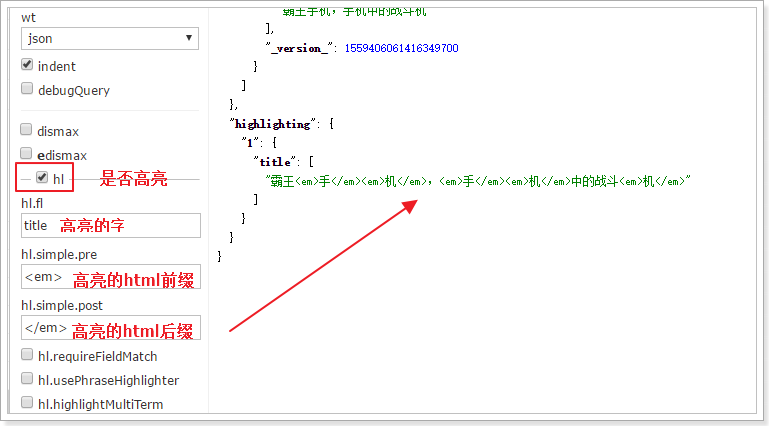 wt
json
indent
debugQuery
dismax
edismax
hl 是否高亮
hl.fl
title 高亮的字
hl.simple.pre
<em> 高亮的html前缀
hl.simple.post
</em> 高亮的html后缀
hl.requireFieldMatch
hl.usePhraseHighlighter
hl.highlightMultiTerm
霸王手机，手机中的战斗机
],
"_version_": 1559406061416349700
}
]
},
"highlighting": {
"1": {
"title": [
"霸王<em>手</em><em>机</em>，<em>手</em><em>机</em>中的战斗<em>机</em>"
]
}
}
}